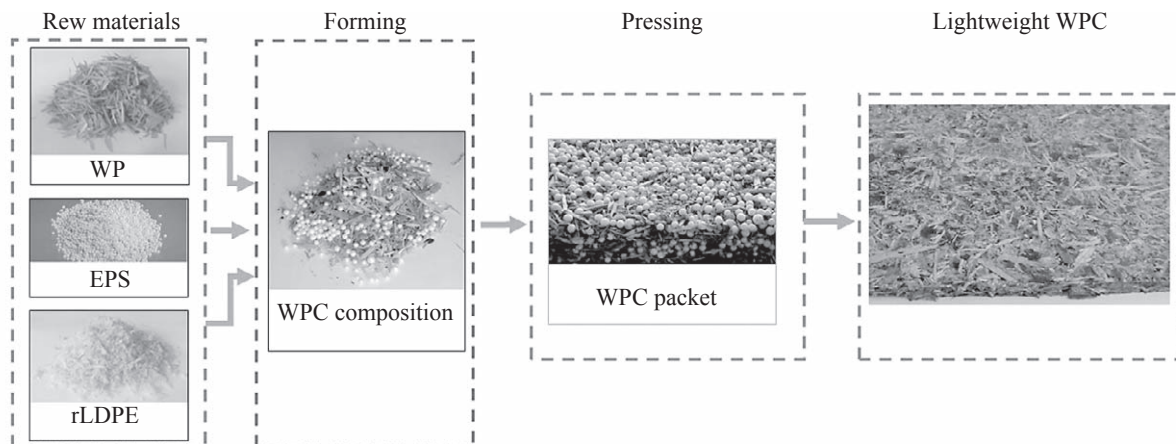 Rew materials
Forming
Pressing
Lightweight WPC
WP
EPS
rLDPE
WPC composition
WPC packet